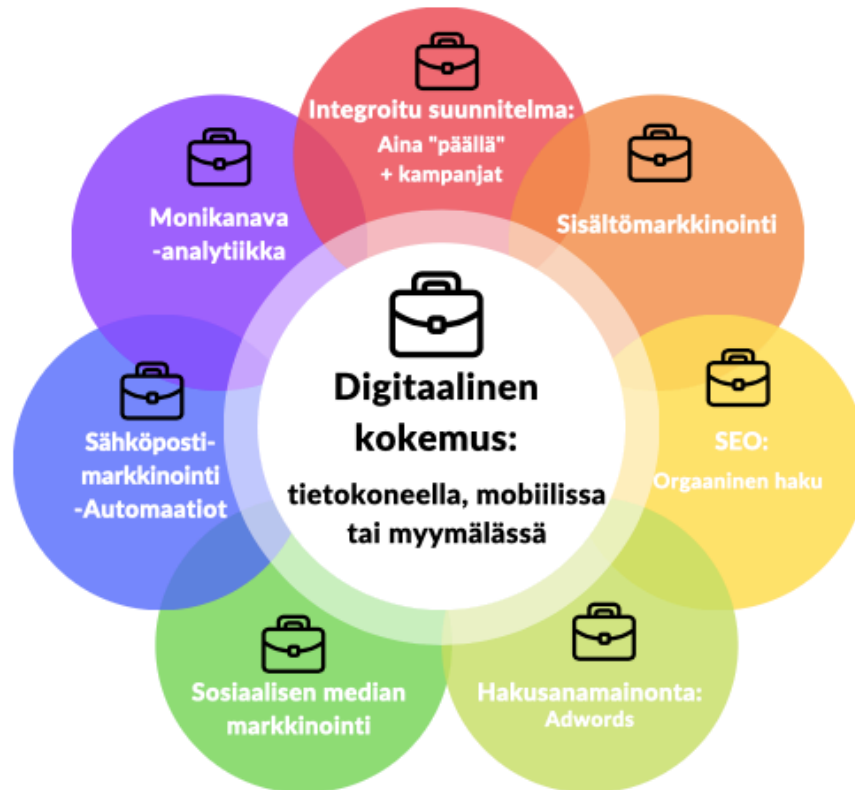 Integroitu suunnitelma:
Aina "päällä"
+ kampanjat
Sisältömarkkinointi
SEO:
Orgaaninen haku
Hakusanamainonta:
Adwords
Sosiaalisen median
markkinointi
Sähköposti-
markkinointi
-Automaatiot
Monikanava
-analytiikka
Digitaalinen
kokemus:
tietokoneella, mobiilissa
tai myymälässä